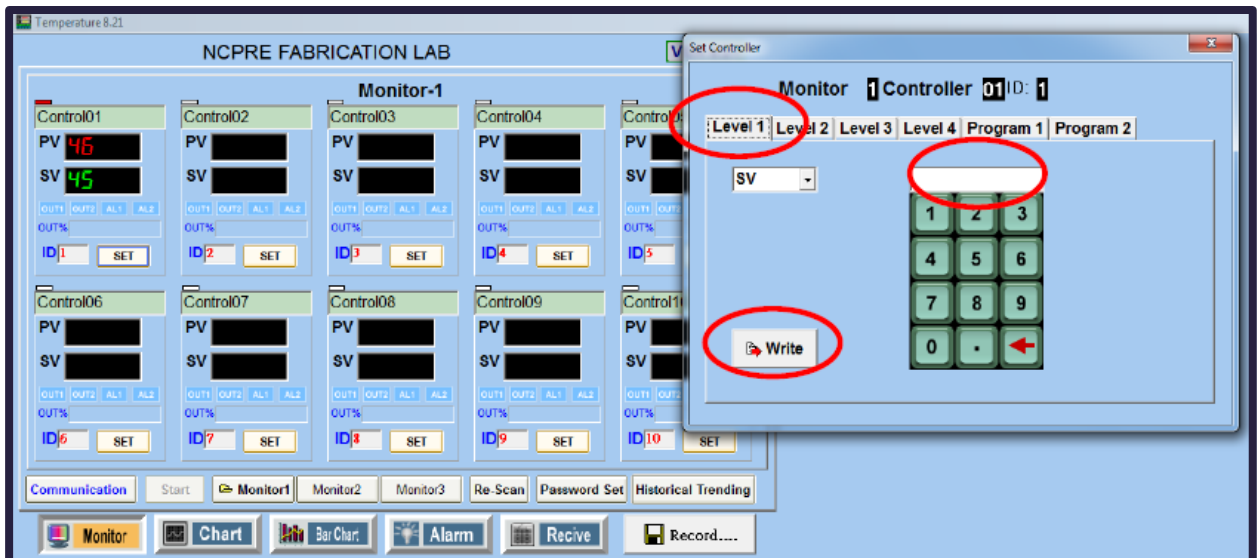 Temperature 8.21
NCPRE FABRICATION LAB
Monitor-1
Control01 Control02 Control03 Control04
PV 46 PV PV PV PV
SV 45 SV SV SV SV
OUT1 OUT2 AL1 AL2 OUT1 OUT2 AL1 AL2 OUT1 OUT2 AL1 AL2 OUT1 OUT2 AL1 AL2 OUT1 OUT2
OUT% OUT% OUT% OUT% OUT%
ID 1 SET ID 2 SET ID 3 SET ID 4 SET ID 5
Control06 Control07 Control08 Control09
PV PV PV PV PV
SV SV SV SV SV
OUT1 OUT2 AL1 AL2 OUT1 OUT2 AL1 AL2 OUT1 OUT2 AL1 AL2 OUT1 OUT2 AL1 AL2 OUT1
OUT% OUT% OUT% OUT% OUT%
ID 6 SET ID 7 SET ID 8 SET ID 9 SET ID 10 SET
Communication Start Monitor1 Monitor2 Monitor3 Re-Scan Password Set Historical Trending
Monitor Chart Bar Chart Alarm Recive Record....
Set Controller
Monitor 1 Controller 01 ID: 1
Level 1 Level 2 Level 3 Level 4 Program 1 Program 2
SV
1 2 3
4 5 6
7 8 9
Write 0 .